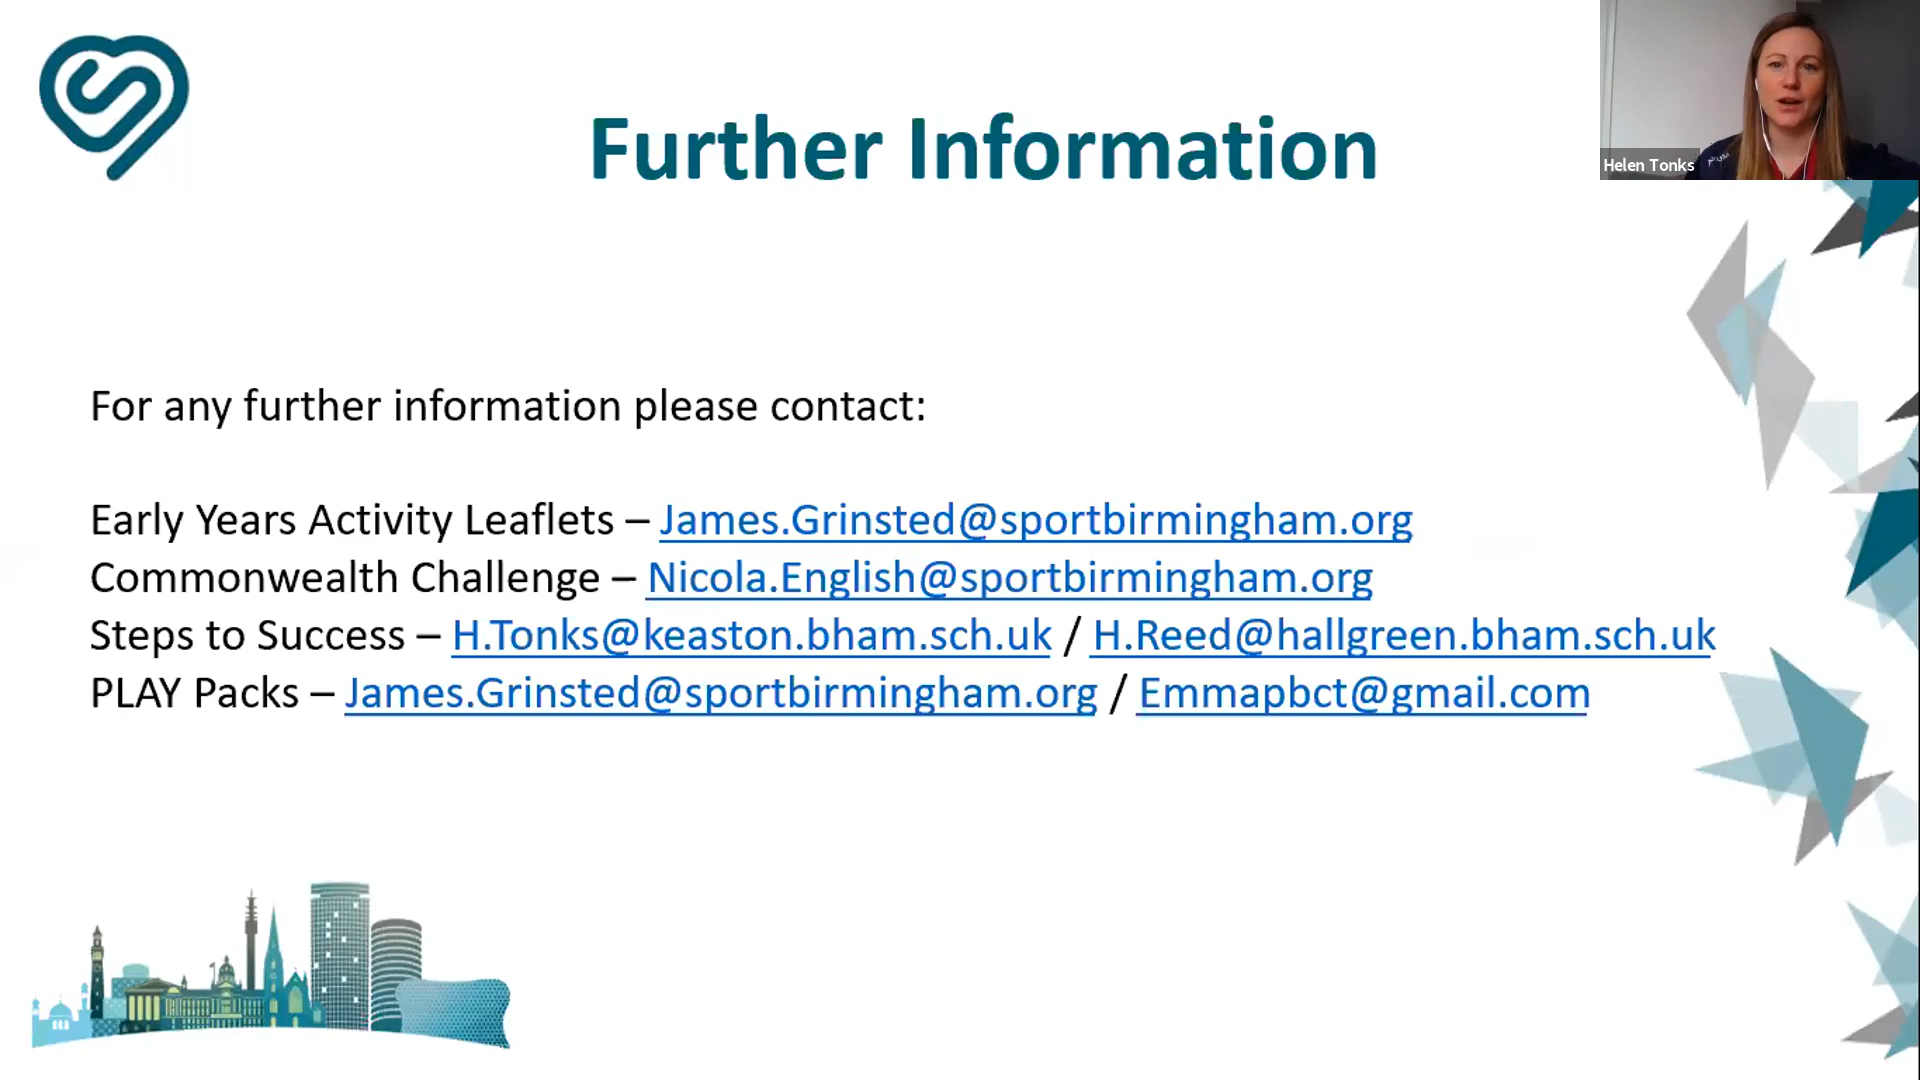 Further Information
Helen Tonks
For any further information please contact:
Early Years Activity Leaflets – James.Grinsted@sportbirmingham.org
Commonwealth Challenge – Nicola.English@sportbirmingham.org
Steps to Success – H.Tonks@keaston.bham.sch.uk / H.Reed@hallgreen.bham.sch.uk
PLAY Packs – James.Grinsted@sportbirmingham.org / Emmapbct@gmail.com